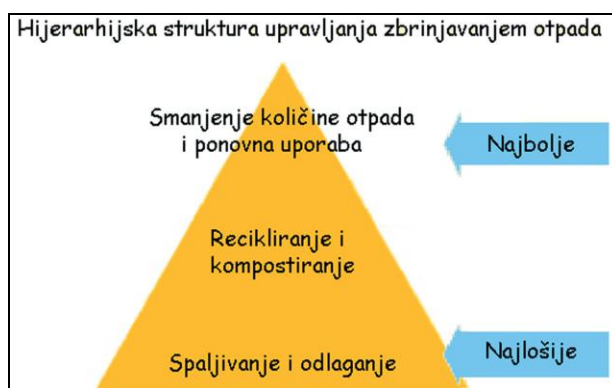 Hijerarhijska struktura upravljanja zbrinjavanjem otpada
Smanjenje količine otpada
i ponovna uporaba
Najbolje
Recikliranje i
kompostiranje
Spaljivanje i odlaganje
Najlošije